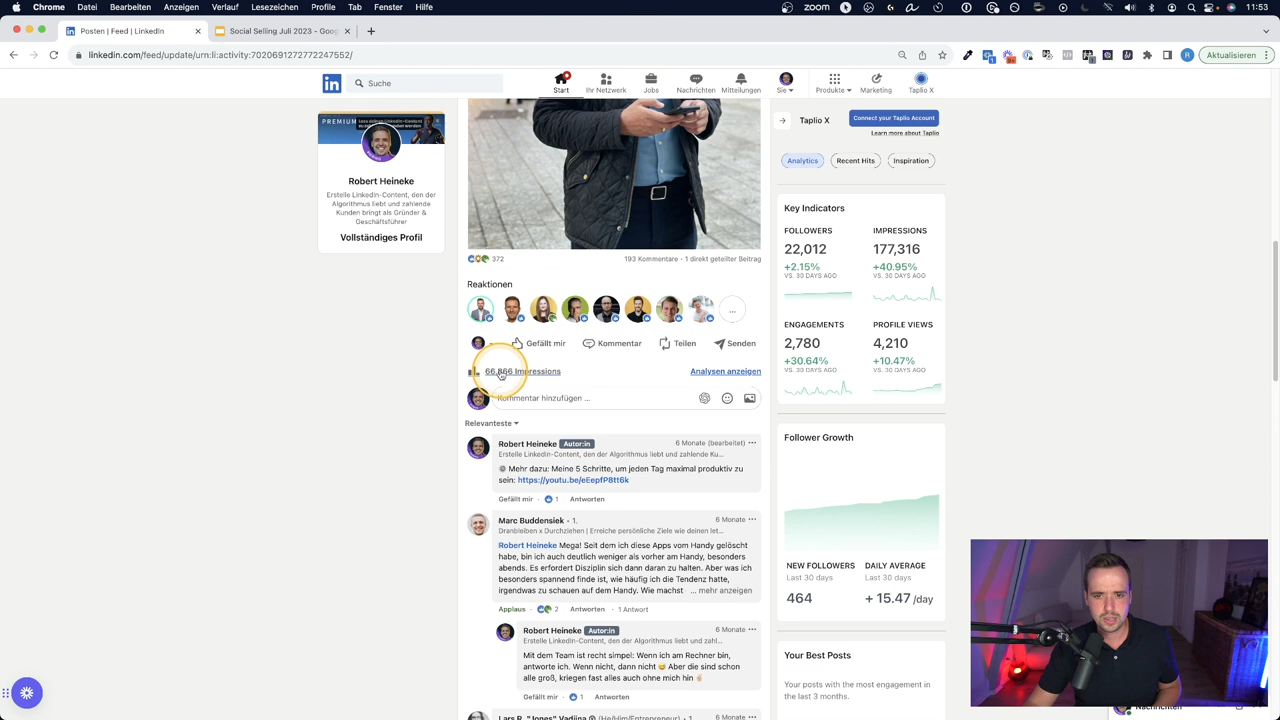 Chrome Ablage Bearbeiten Ansicht Verlauf Lesezeichen Profile Tab Fenster Hilfe
11:54
Posten | Feed | LinkedIn
Social Selling Juli 2023 - Goog
linkedin.com/feed/update/urn:li:activity:7020691272772247552/
Aktualisieren
Suche
Start
Ihr Netzwerk
Jobs
Nachrichten
Mitteilungen
Sie
Produkte
Marketing
Taplio X
PREMIUM
Robert Heineke
Erstelle LinkedIn-Content, den der
Algorithmus liebt und zahlende
Kunden bringt als Gründer &
Geschäftsführer
Vollständiges Profil
372
193 Kommentare • 1 direkt geteilter Beitrag
Reaktionen
...
Gefällt mir
Kommentar
Teilen
Senden
66.866 Impressions
Analysen anzeigen
Kommentar hinzufügen ...
Relevanteste
Robert Heineke Autor:in
6 Monate (bearbeitet) ...
Erstelle LinkedIn-Content, den der Algorithmus liebt und zahlende Ku...
Mehr dazu: Meine 5 Schritte, um jeden Tag maximal produktiv zu
sein: https://youtu.be/eEepfP8tt6k
Gefällt mir · 1 Antworten
Marc Buddensiek • 1.
6 Monate ...
Dranbleiben x Durchziehen | Erreiche persönliche Ziele wie deinen let...
Robert Heineke Mega! Seit dem ich diese Apps vom Handy gelöscht
habe, bin ich auch deutlich weniger als vorher am Handy, besonders
abends. Es erfordert Disziplin sich dann daran zu halten. Aber was ich
besonders spannend finde ist, wie häufig ich die Tendenz hatte,
irgendwas zu schauen auf dem Handy. Wie machst ... mehr anzeigen
Applaus · 2 Antworten · 1 Antwort
Robert Heineke Autor:in
6 Monate ...
Erstelle LinkedIn-Content, den der Algorithmus liebt und zahl...
Mit dem Team ist recht simpel: Wenn ich am Rechner bin,
antworte ich. Wenn nicht, dann nicht 😅 Aber die sind schon
alle groß, kriegen fast alles auch ohne mich hin
Gefällt mir · 1 Antworten
Lars R. "Jones" Vadjina (He/Him/Entrepreneur) • 1.
6 Monate ...
Taplio X
Connect your Taplio Account
Learn more about Taplio
Analytics
Recent Hits
Inspiration
Key Indicators
FOLLOWERS
IMPRESSIONS
22,012
177,316
+2.15%
+40.95%
VS. 30 DAYS AGO
VS. 30 DAYS AGO
ENGAGEMENTS
PROFILE VIEWS
2,780
4,210
+30.64%
+10.47%
VS. 30 DAYS AGO
VS. 30 DAYS AGO
Follower Growth
NEW FOLLOWERS
DAILY AVERAGE
Last 30 days
Last 30 days
464
+ 15.47 /day
Your Best Posts
Your posts with the most engagement in
the last 3 months.
Nachrichten